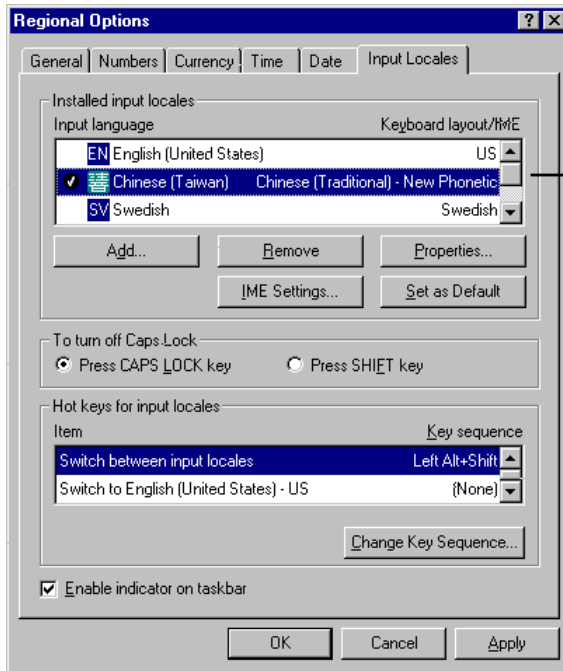 Regional Options
General Numbers Currency Time Date Input Locales
Installed input locales
Input language Keyboard layout/IME
EN English (United States) US
Chinese (Taiwan) Chinese (Traditional) - New Phonetic
SV Swedish Swedish
Add... Remove Properties...
IME Settings... Set as Default
To turn off Caps Lock
Press CAPS LOCK key Press SHIFT key
Hot keys for input locales
Item Key sequence
Switch between input locales Left Alt+Shift
Switch to English (United States) - US (None)
Change Key Sequence...
Enable indicator on taskbar
OK Cancel Apply